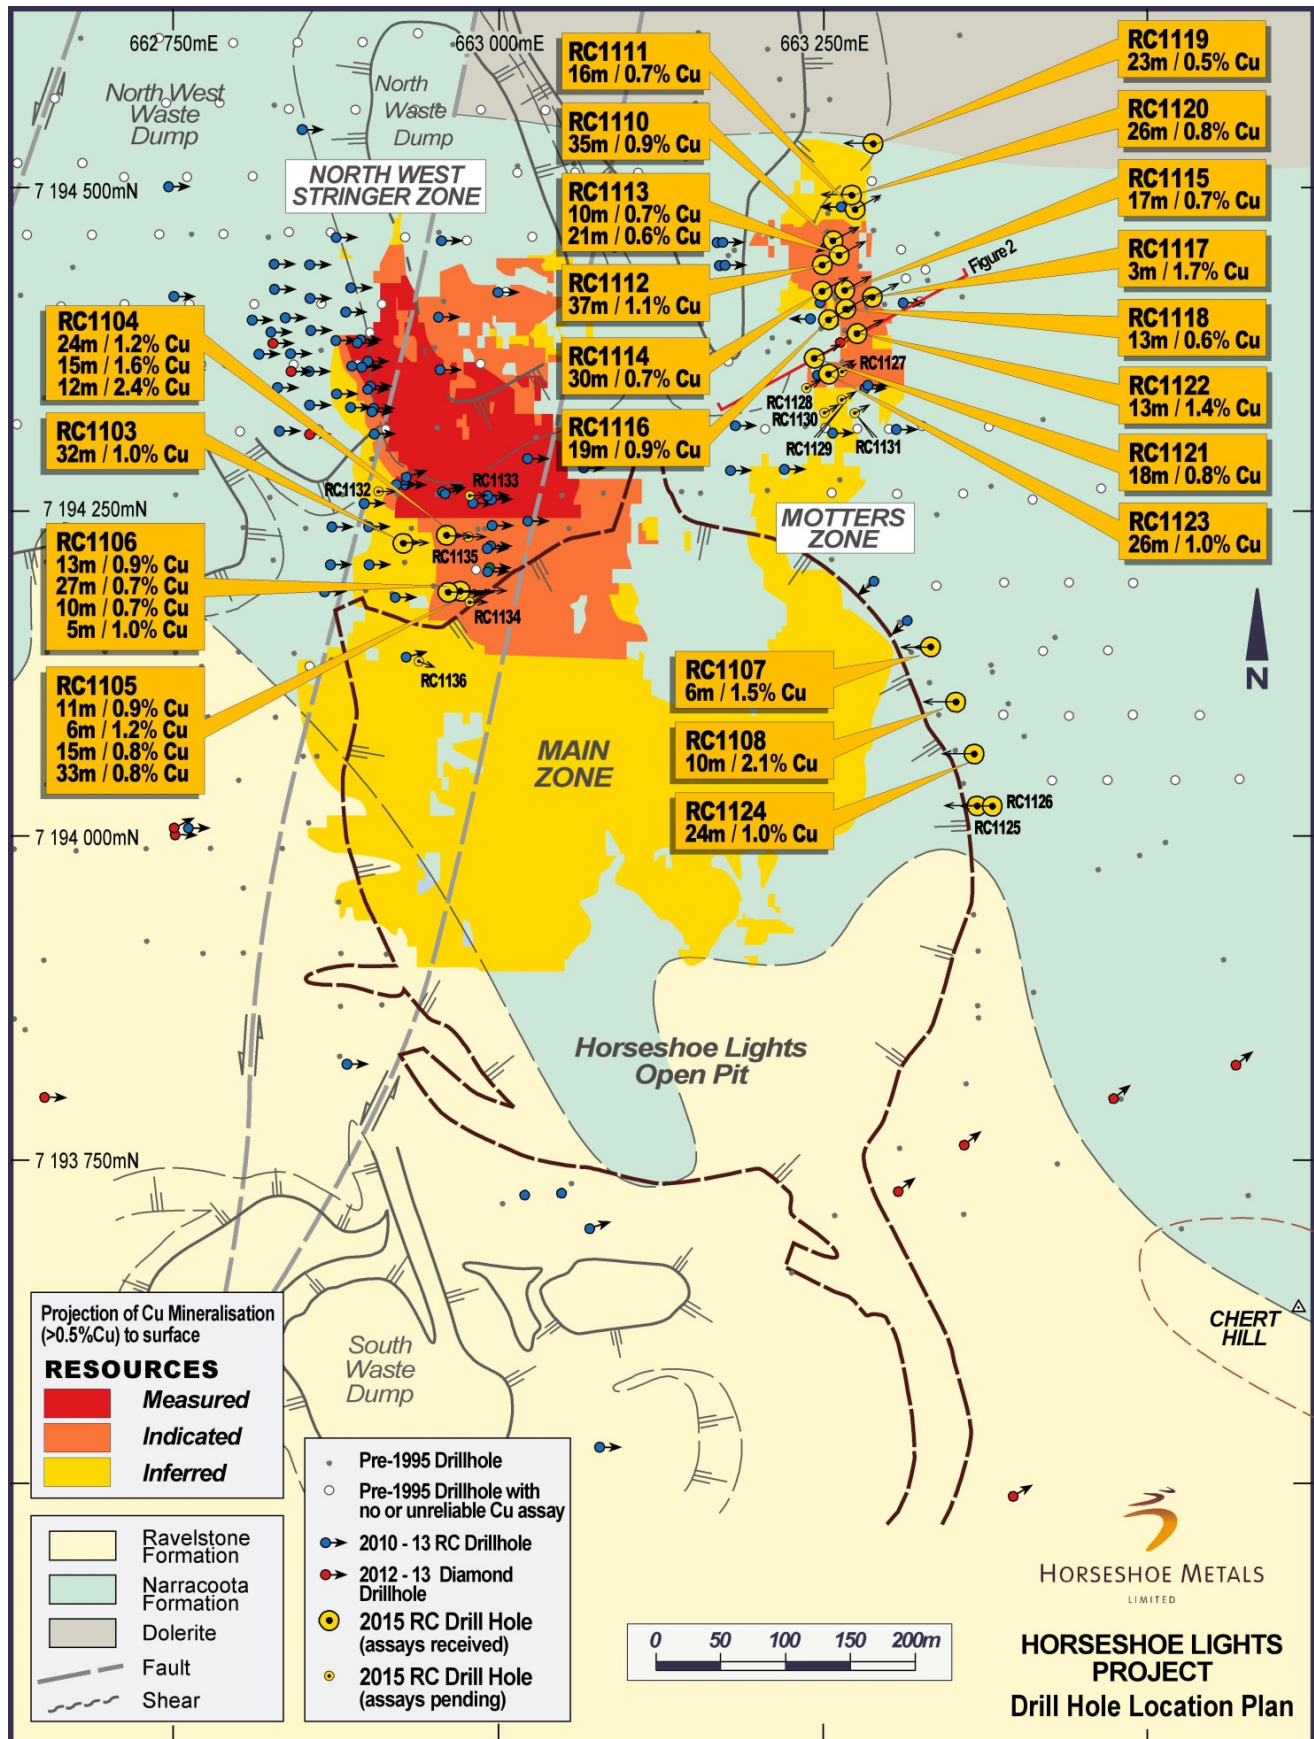 662 750mE
663 000mE
663 250mE
North West
Waste
Dump
North
Waste
Dump
NORTH WEST
STRINGER ZONE
7 194 500mN
RC1111
16m / 0.7% Cu
RC1110
35m / 0.9% Cu
RC1113
10m / 0.7% Cu
21m / 0.6% Cu
RC1112
37m / 1.1% Cu
RC1114
30m / 0.7% Cu
RC1116
19m / 0.9% Cu
RC1119
23m / 0.5% Cu
RC1120
26m / 0.8% Cu
RC1115
17m / 0.7% Cu
RC1117
3m / 1.7% Cu
RC1118
13m / 0.6% Cu
RC1122
13m / 1.4% Cu
RC1121
18m / 0.8% Cu
RC1123
26m / 1.0% Cu
Figure 2
RC1127
RC1128
RC1130
RC1129
RC1131
RC1104
24m / 1.2% Cu
15m / 1.6% Cu
12m / 2.4% Cu
RC1103
32m / 1.0% Cu
RC1132
RC1133
7 194 250mN
MOTTERS
ZONE
RC1106
13m / 0.9% Cu
27m / 0.7% Cu
10m / 0.7% Cu
5m / 1.0% Cu
RC1135
RC1134
RC1136
RC1105
11m / 0.9% Cu
6m / 1.2% Cu
15m / 0.8% Cu
33m / 0.8% Cu
RC1107
6m / 1.5% Cu
RC1108
10m / 2.1% Cu
RC1124
24m / 1.0% Cu
N
MAIN
ZONE
RC1126
RC1125
7 194 000mN
Horseshoe Lights
Open Pit
7 193 750mN
CHERT
HILL
South
Waste
Dump
Projection of Cu Mineralisation
(>0.5%Cu) to surface
RESOURCES
Measured
Indicated
Inferred
Ravelstone
Formation
Narracoota
Formation
Dolerite
Fault
Shear
Pre-1995 Drillhole
Pre-1995 Drillhole with
no or unreliable Cu assay
2010 - 13 RC Drillhole
2012 - 13 Diamond
Drillhole
2015 RC Drill Hole
(assays received)
2015 RC Drill Hole
(assays pending)
0 50 100 150 200m
HORSESHOE METALS
LIMITED
HORSESHOE LIGHTS
PROJECT
Drill Hole Location Plan